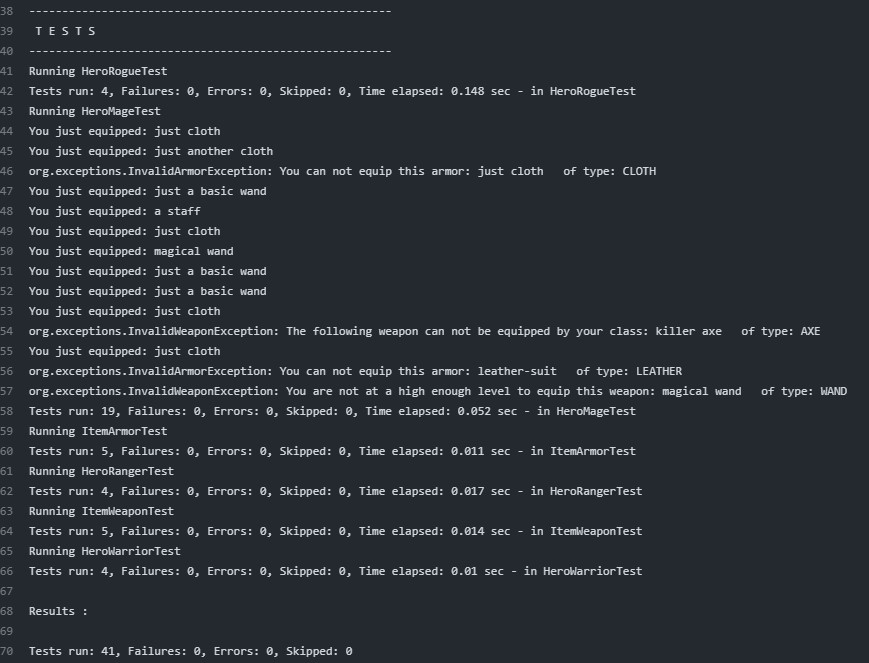 38 -------------------------------------------------------
39  T E S T S
40 -------------------------------------------------------
41 Running HeroRogueTest
42 Tests run: 4, Failures: 0, Errors: 0, Skipped: 0, Time elapsed: 0.148 sec - in HeroRogueTest
43 Running HeroMageTest
44 You just equipped: just cloth
45 You just equipped: just another cloth
46 org.exceptions.InvalidArmorException: You can not equip this armor: just cloth   of type: CLOTH
47 You just equipped: just a basic wand
48 You just equipped: a staff
49 You just equipped: just cloth
50 You just equipped: magical wand
51 You just equipped: just a basic wand
52 You just equipped: just a basic wand
53 You just equipped: just cloth
54 org.exceptions.InvalidWeaponException: The following weapon can not be equipped by your class: killer axe   of type: AXE
55 You just equipped: just cloth
56 org.exceptions.InvalidArmorException: You can not equip this armor: leather-suit   of type: LEATHER
57 org.exceptions.InvalidWeaponException: You are not at a high enough level to equip this weapon: magical wand   of type: WAND
58 Tests run: 19, Failures: 0, Errors: 0, Skipped: 0, Time elapsed: 0.052 sec - in HeroMageTest
59 Running ItemArmorTest
60 Tests run: 5, Failures: 0, Errors: 0, Skipped: 0, Time elapsed: 0.011 sec - in ItemArmorTest
61 Running HeroRangerTest
62 Tests run: 4, Failures: 0, Errors: 0, Skipped: 0, Time elapsed: 0.017 sec - in HeroRangerTest
63 Running ItemWeaponTest
64 Tests run: 5, Failures: 0, Errors: 0, Skipped: 0, Time elapsed: 0.014 sec - in ItemWeaponTest
65 Running HeroWarriorTest
66 Tests run: 4, Failures: 0, Errors: 0, Skipped: 0, Time elapsed: 0.01 sec - in HeroWarriorTest
67
68 Results :
69
70 Tests run: 41, Failures: 0, Errors: 0, Skipped: 0